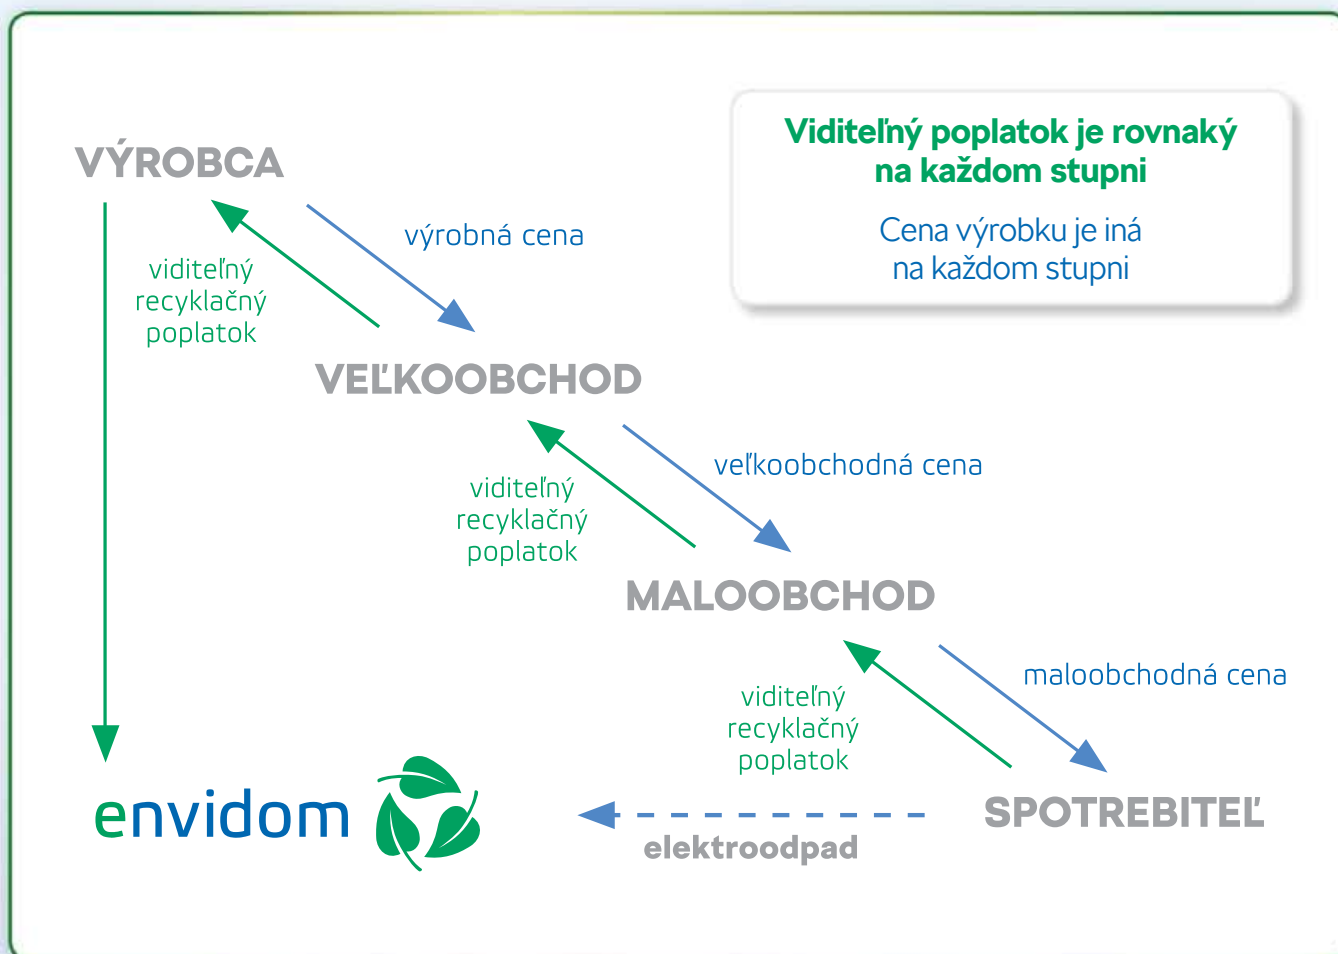 Viditeľný poplatok je rovnaký
na každom stupni
Cena výrobku je iná
na každom stupni
VÝROBCA
výrobná cena
viditeľný
recyklačný
poplatok
VEĽKOOBCHOD
veľkoobchodná cena
viditeľný
recyklačný
poplatok
MALOOBCHOD
maloobchodná cena
viditeľný
recyklačný
poplatok
SPOTREBITEĽ
elektroodpad
envidom